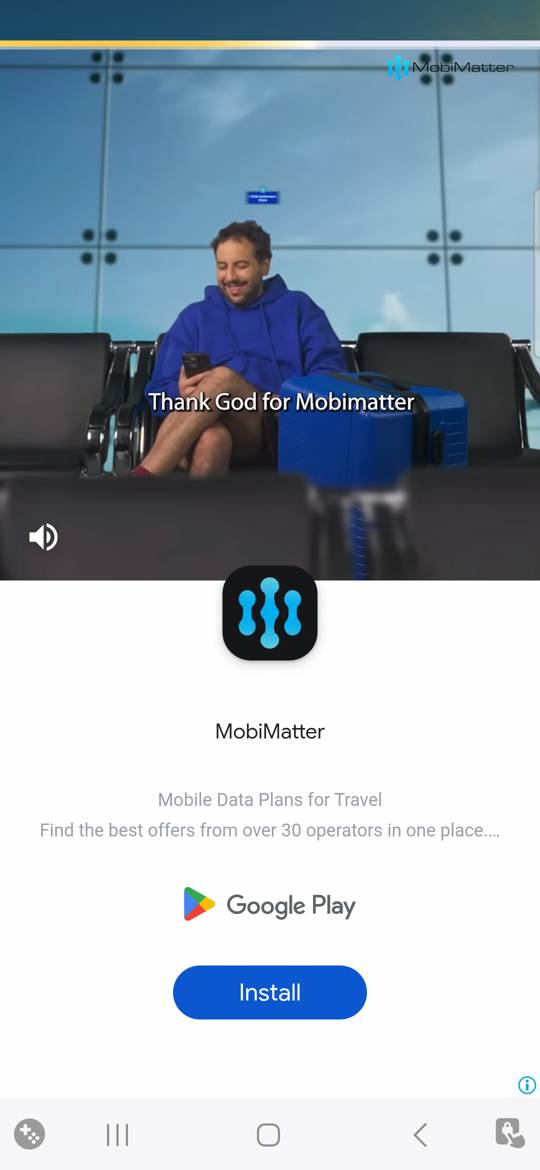 MobiMatter
Thank God for Mobimatter
MobiMatter
Mobile Data Plans for Travel
Find the best offers from over 30 operators in one place....
Google Play
Install